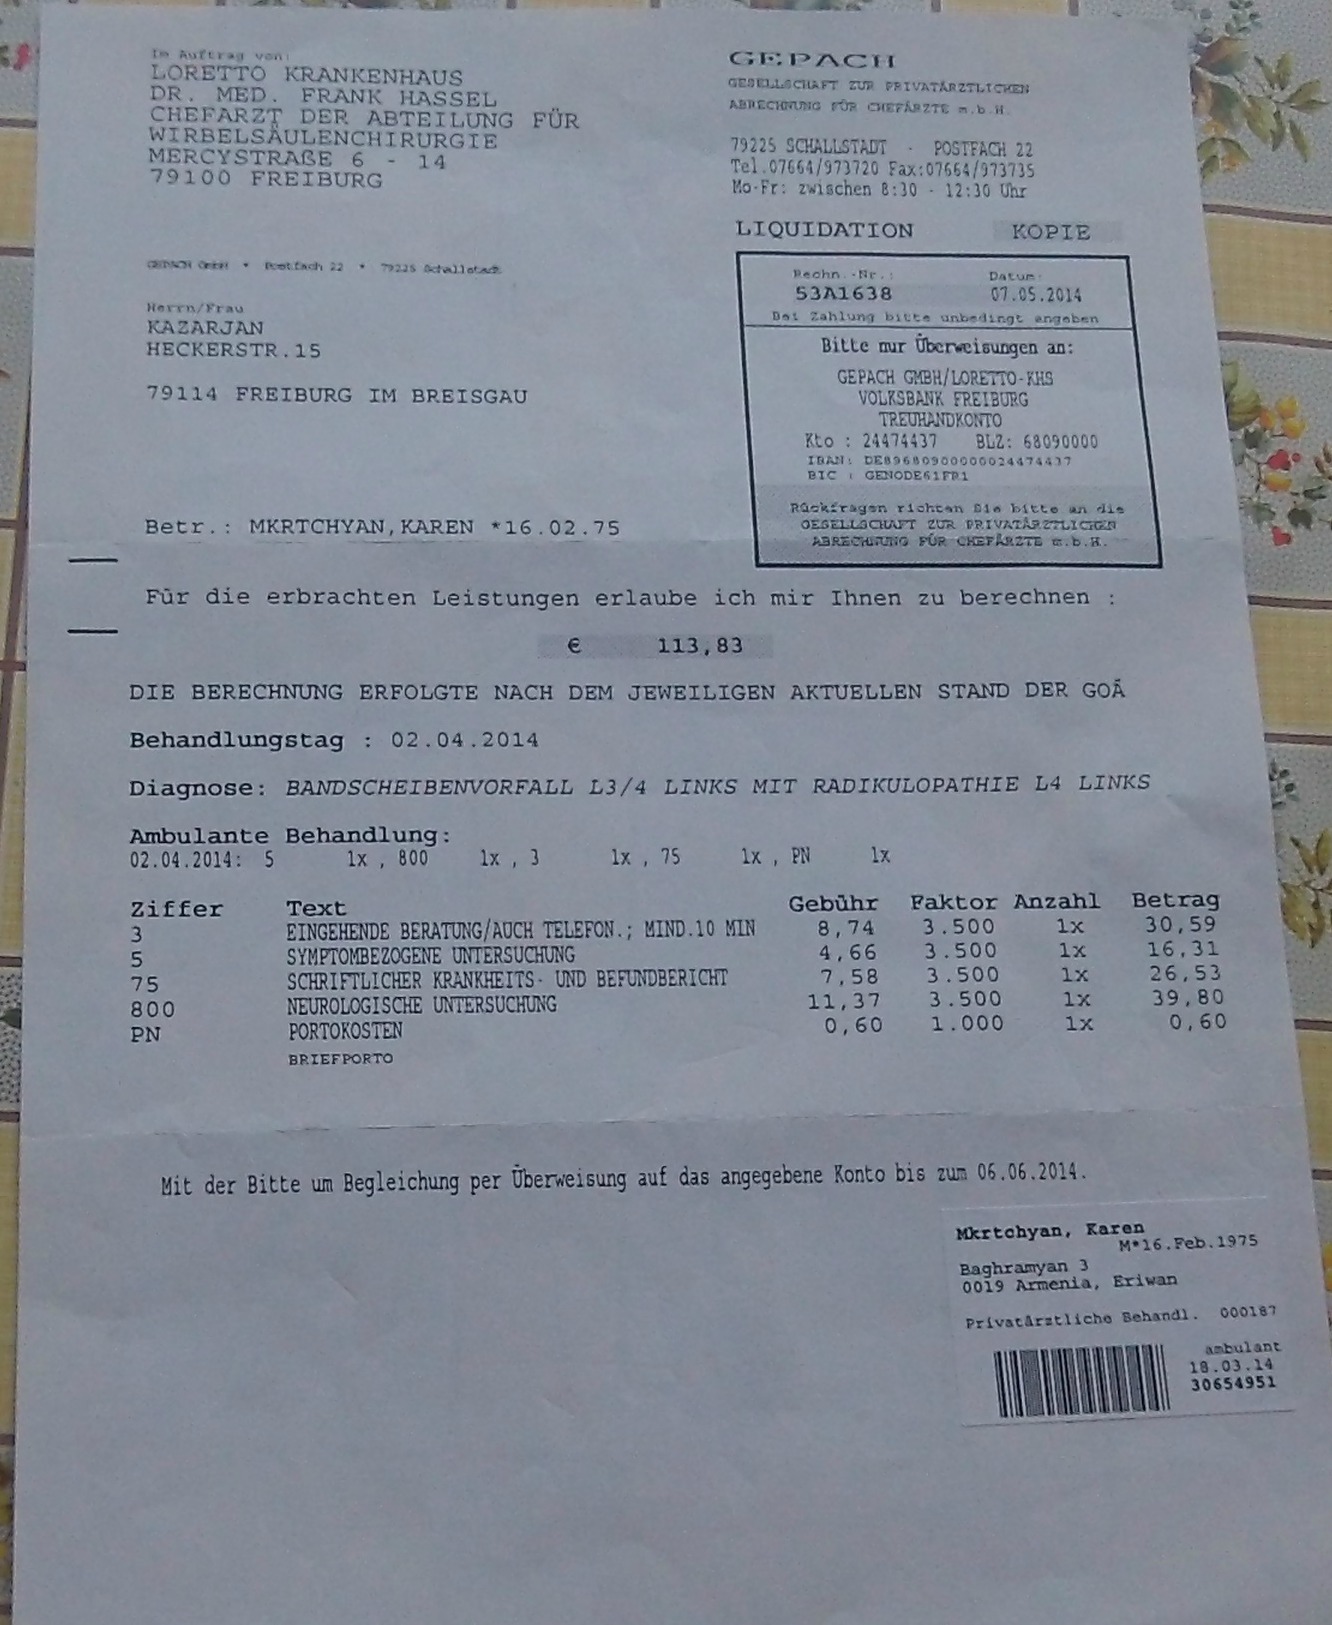 Im Auftrag von:
LORETTO KRANKENHAUS
DR. MED. FRANK HASSEL
CHEFARZT DER ABTEILUNG FÜR
WIRBELSÄULENCHIRURGIE
MERCYSTRAßE 6 - 14
79100 FREIBURG
GEPACH
GESELLSCHAFT ZUR PRIVATÄRZTLICHEN
ABRECHNUNG FÜR CHEFÄRZTE m.b.H.
79225 SCHALLSTADT - POSTFACH 22
Tel.07664/973720 Fax:07664/973735
Mo-Fr: zwischen 8:30 - 12:30 Uhr
LIQUIDATION KOPIE
GEPACH GmbH • Postfach 22 • 79225 Schallstadt
Herrn/Frau
KAZARJAN
HECKERSTR.15
79114 FREIBURG IM BREISGAU
Rechn.-Nr.: Datum:
53A1638 07.05.2014
Bei Zahlung bitte unbedingt angeben
Bitte nur Überweisungen an:
GEPACH GMBH/LORETTO-KHS
VOLKSBANK FREIBURG
TREUHANDKONTO
Kto : 24474437 BLZ: 68090000
IBAN: DE89680900000024474437
BIC : GENODE61FR1
Rückfragen richten Sie bitte an die
GESELLSCHAFT ZUR PRIVATÄRZTLICHEN
ABRECHNUNG FÜR CHEFÄRZTE m.b.H.
Betr.: MKRTCHYAN,KAREN *16.02.75
Für die erbrachten Leistungen erlaube ich mir Ihnen zu berechnen :
€ 113,83
DIE BERECHNUNG ERFOLGTE NACH DEM JEWEILIGEN AKTUELLEN STAND DER GOÄ
Behandlungstag : 02.04.2014
Diagnose: BANDSCHEIBENVORFALL L3/4 LINKS MIT RADIKULOPATHIE L4 LINKS
Ambulante Behandlung:
02.04.2014: 5 1x , 800 1x , 3 1x , 75 1x , PN 1x
Ziffer Text Gebühr Faktor Anzahl Betrag
3 EINGEHENDE BERATUNG/AUCH TELEFON.; MIND.10 MIN 8,74 3.500 1x 30,59
5 SYMPTOMBEZOGENE UNTERSUCHUNG 4,66 3.500 1x 16,31
75 SCHRIFTLICHER KRANKHEITS- UND BEFUNDBERICHT 7,58 3.500 1x 26,53
800 NEUROLOGISCHE UNTERSUCHUNG 11,37 3.500 1x 39,80
PN PORTOKOSTEN 0,60 1.000 1x 0,60
BRIEFPORTO
Mit der Bitte um Begleichung per Überweisung auf das angegebene Konto bis zum 06.06.2014.
Mkrtchyan, Karen
M*16.Feb.1975
Baghramyan 3
0019 Armenia, Eriwan
Privatärztliche Behandl. 000187
ambulant
18.03.14
30654951